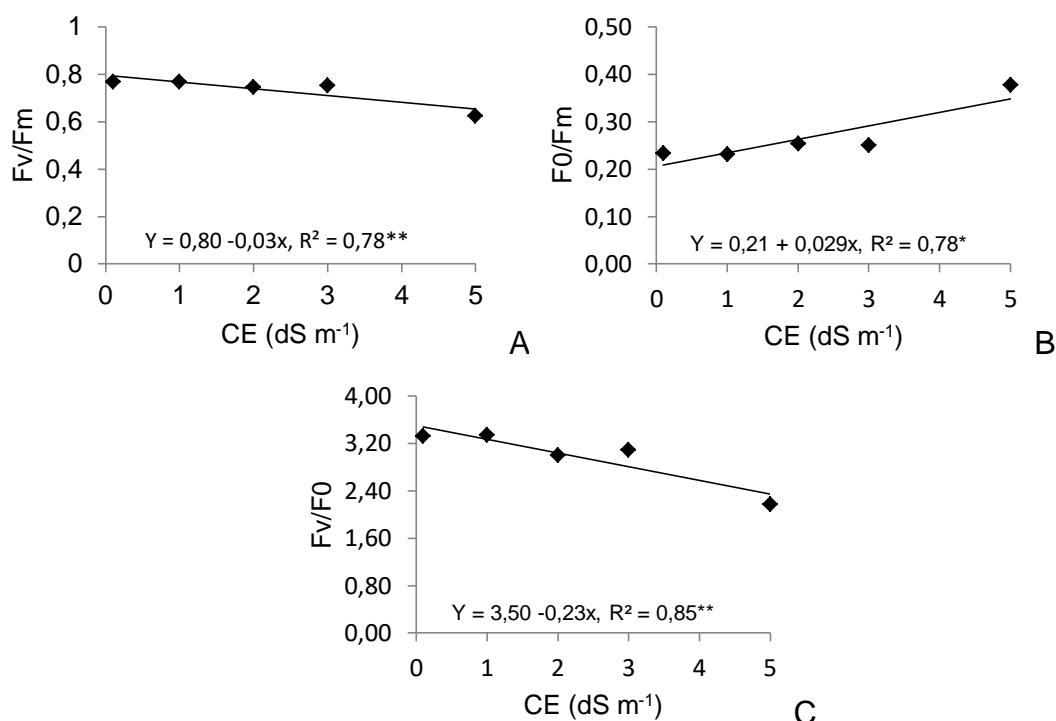 1
0,8
0,6
0,4
0,2
0
Fv/Fm
Y = 0,80 -0,03x, R² = 0,78**
0 1 2 3 4 5
CE (dS m⁻¹)
A
0,50
0,40
0,30
0,20
0,10
0,00
F0/Fm
Y = 0,21 + 0,029x, R² = 0,78*
0 1 2 3 4 5
CE (dS m⁻¹)
B
4,00
3,20
2,40
1,60
0,80
0,00
Fv/F0
Y = 3,50 -0,23x, R² = 0,85**
0 1 2 3 4 5
CE (dS m⁻¹)
C